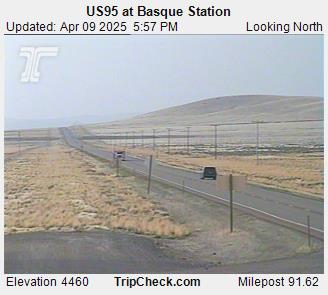 US95 at Basque Station
Updated: Apr 09 2025 5:57 PM Looking North
Elevation 4460 TripCheck.com Milepost 91.62